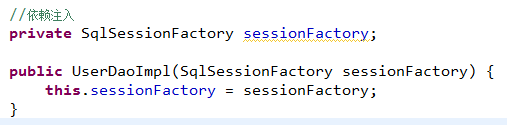 //依赖注入
private SqlSessionFactory sessionFactory;
public UserDaoImpl(SqlSessionFactory sessionFactory) {
this.sessionFactory = sessionFactory;
}